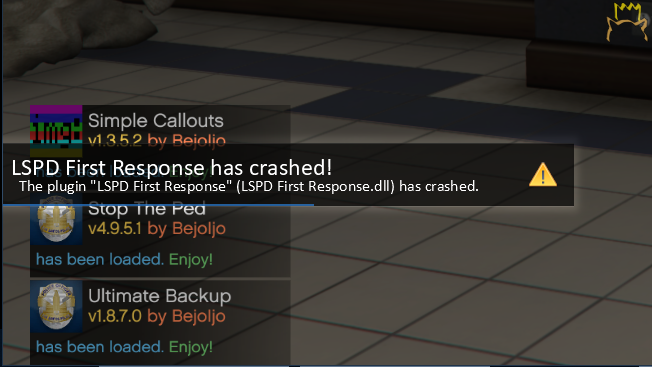 Simple Callouts
v1.3.5.2 by Bejoljo
LSPD First Response has crashed!
The plugin "LSPD First Response" (LSPD First Response.dll) has crashed.
Stop The Ped
v4.9.5.1 by Bejoljo
has been loaded. Enjoy!
Ultimate Backup
v1.8.7.0 by Bejoljo
has been loaded. Enjoy!